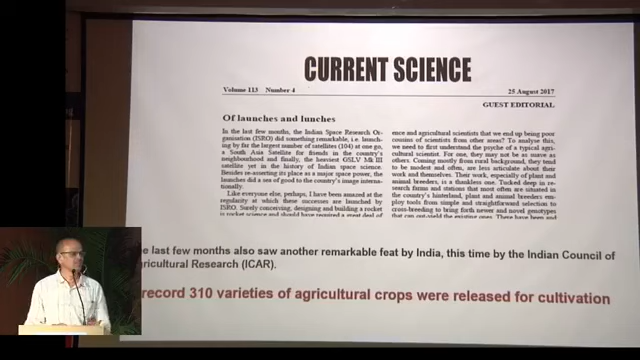 CURRENT SCIENCE
Volume 113 Number 4
25 August 2017
GUEST EDITORIAL
Of launches and lunches
In the last few months, the Indian Space Research Or-
ganisation (ISRO) did something remarkable, i.e. launch-
ing by far the largest number of satellites (104) at one go,
a South Asia Satellite for friends in the country's
neighbourhood and finally, the heaviest GSLV Mk III
satellite yet in the history of Indian space science.
Besides re-asserting its place as a major space power, the
launches did a sea of good to the country's image interna-
tionally.
Like everyone else, perhaps, I have been amazed at the
regularity at which these successes are launched by
ISRO. Surely conceiving, designing and building a rocket
is rocket science and should have required a great deal of
ence and agricultural scientists that we end up being poor
cousins of scientists from other areas? To analyse this,
we need to first understand the psyche of a typical agri-
cultural scientist. For one, they may not be as suave as
others. Coming mostly from rural background, they tend
to be modest and often, are less articulate about their
work and themselves. Their work, especially of plant and
animal breeders, is a thankless one. Tucked deep in re-
search farms and stations that most often are situated in
the country's hinterland, plant and animal breeders em-
ploy tools from simple and straightforward selection to
cross-breeding to bring forth newer and novel genotypes
that can out-yield the existing ones. There have been and
e last few months also saw another remarkable feat by India, this time by the Indian Council of
gricultural Research (ICAR).
record 310 varieties of agricultural crops were released for cultivation